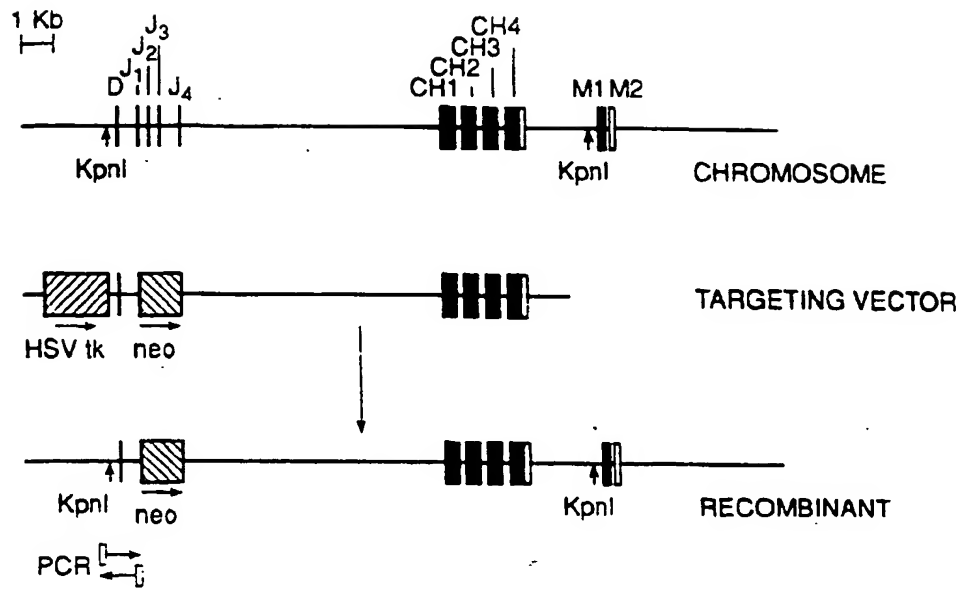 1 Kb
D J1 J2 J3 J4
CH1 CH2 CH3 CH4
M1 M2
KpnI
KpnI
CHROMOSOME
TARGETING VECTOR
HSV tk
neo
KpnI
neo
KpnI
RECOMBINANT
PCR